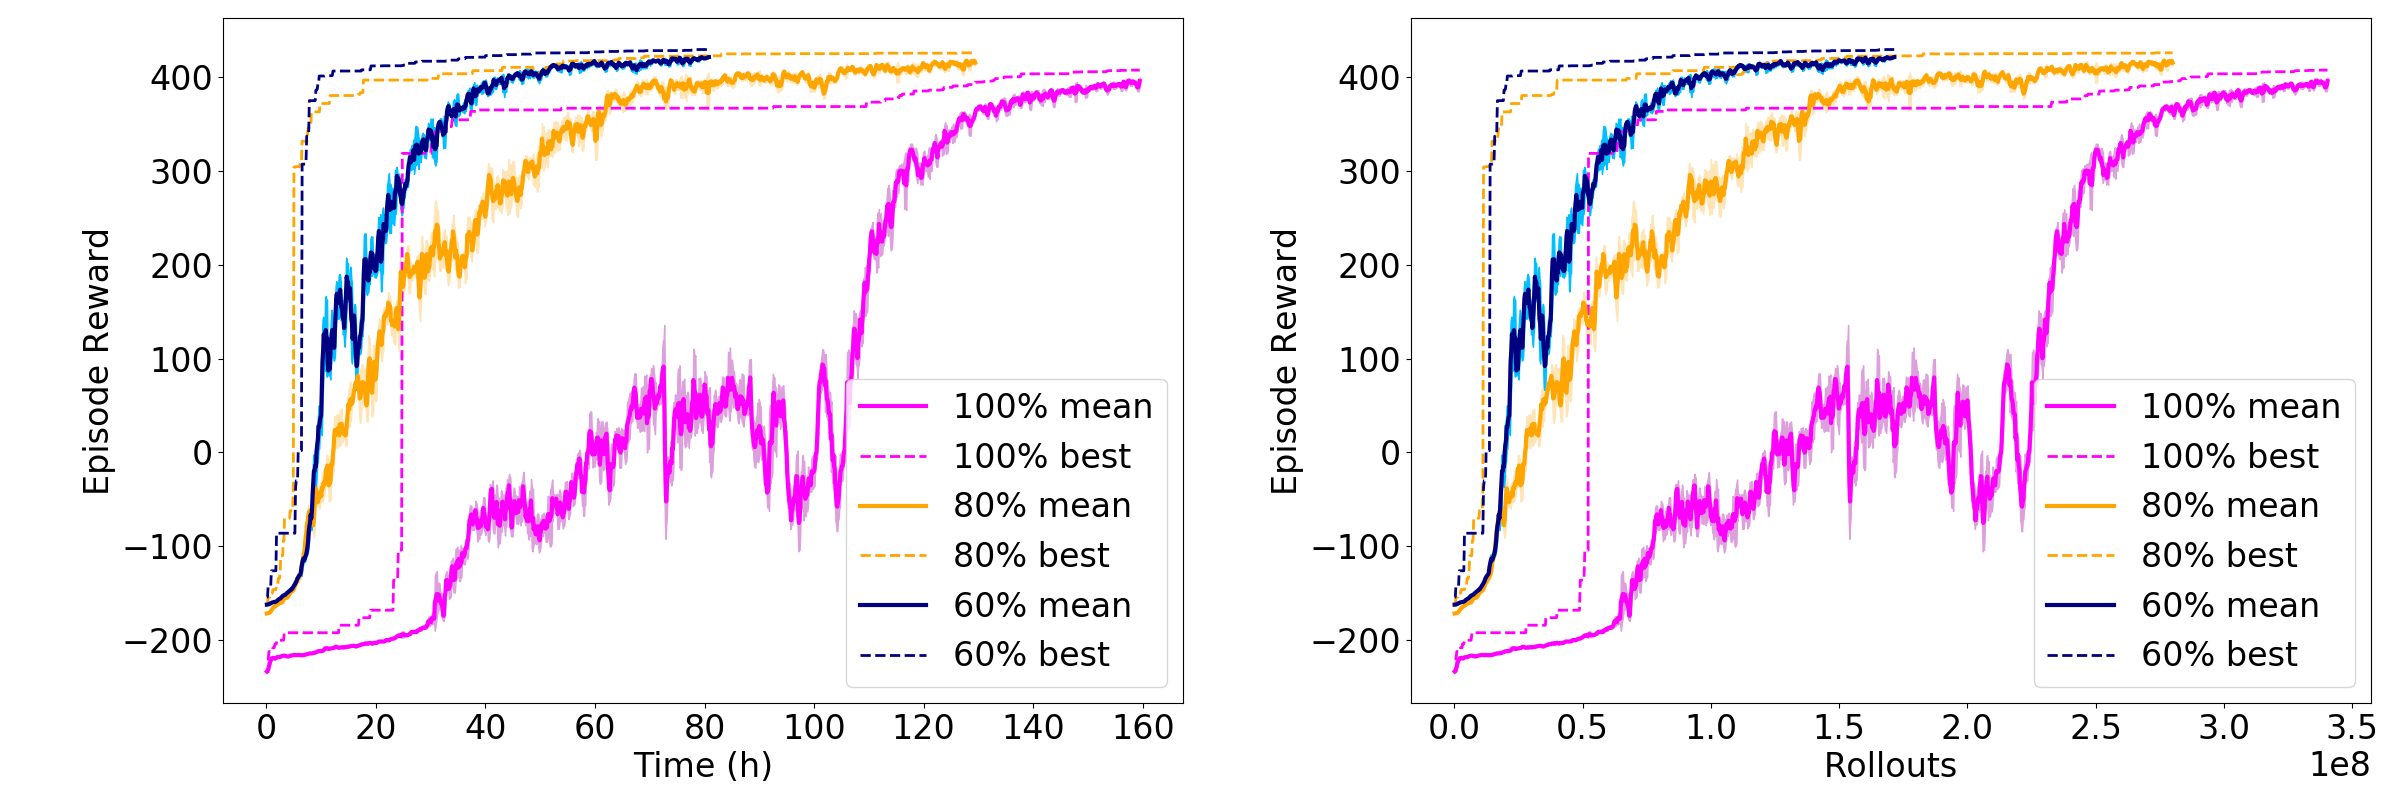 Episode Reward
400
300
200
100
0
−100
−200
0 20 40 60 80 100 120 140 160
Time (h)
100% mean
100% best
80% mean
80% best
60% mean
60% best
Episode Reward
400
300
200
100
0
−100
−200
0.0 0.5 1.0 1.5 2.0 2.5 3.0 3.5
Rollouts
1e8
100% mean
100% best
80% mean
80% best
60% mean
60% best